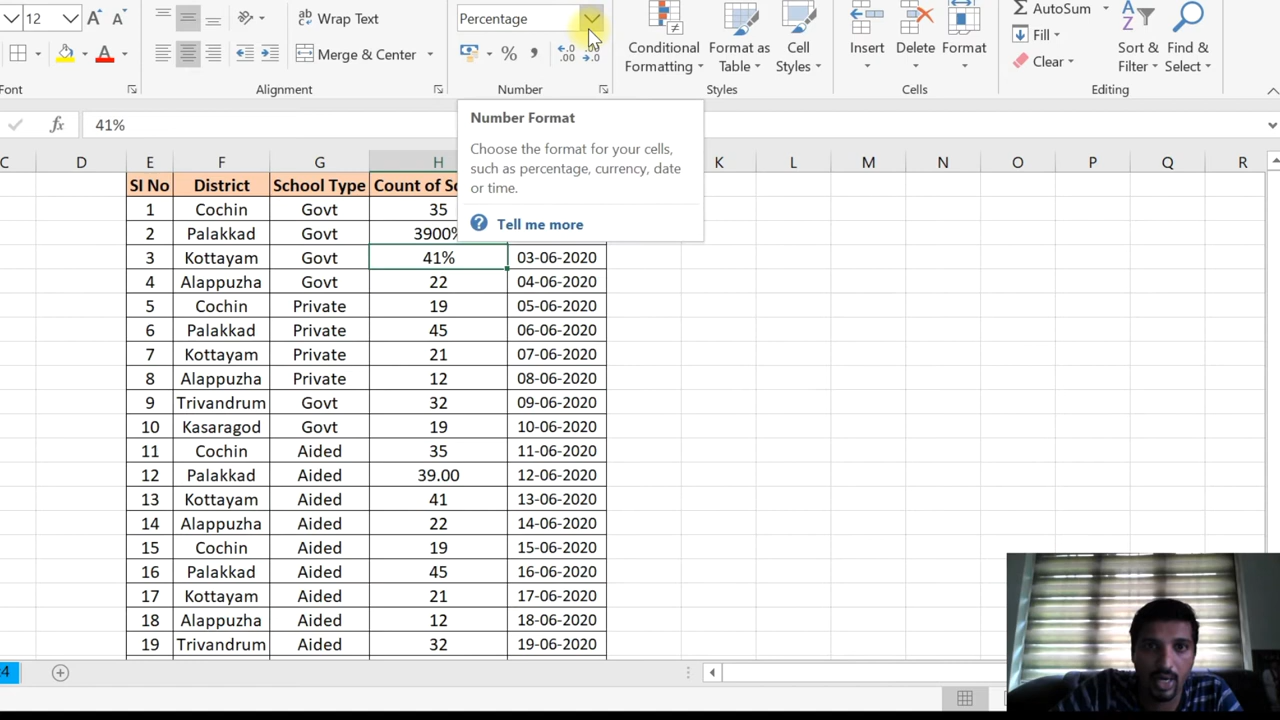 12
Wrap Text
Percentage
Merge & Center
%
Conditional Formatting
Format as Table
Cell Styles
Insert
Delete
Format
AutoSum
Fill
Clear
Sort & Filter
Find & Select
Font
Alignment
Number
Styles
Cells
Editing
fx
41%
Number Format
Choose the format for your cells,
such as percentage, currency, date
or time.
Tell me more
C D E F G H K L M N O P Q R
SI No District School Type Count of Sc
1 Cochin Govt 35
2 Palakkad Govt 3900%
3 Kottayam Govt 41% 03-06-2020
4 Alappuzha Govt 22 04-06-2020
5 Cochin Private 19 05-06-2020
6 Palakkad Private 45 06-06-2020
7 Kottayam Private 21 07-06-2020
8 Alappuzha Private 12 08-06-2020
9 Trivandrum Govt 32 09-06-2020
10 Kasaragod Govt 19 10-06-2020
11 Cochin Aided 35 11-06-2020
12 Palakkad Aided 39.00 12-06-2020
13 Kottayam Aided 41 13-06-2020
14 Alappuzha Aided 22 14-06-2020
15 Cochin Aided 19 15-06-2020
16 Palakkad Aided 45 16-06-2020
17 Kottayam Aided 21 17-06-2020
18 Alappuzha Aided 12 18-06-2020
19 Trivandrum Aided 32 19-06-2020
4